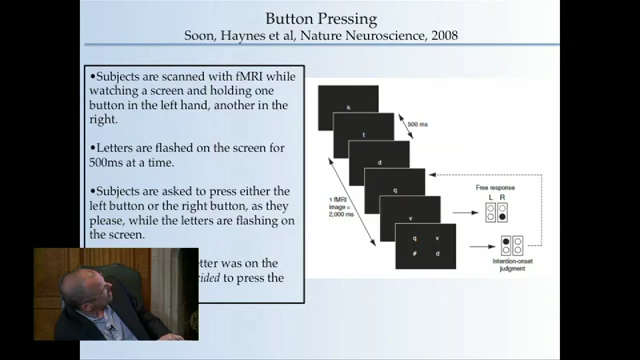 Button Pressing
Soon, Haynes et al, Nature Neuroscience, 2008
•Subjects are scanned with fMRI while
watching a screen and holding one
button in the left hand, another in the
right.
•Letters are flashed on the screen for
500ms at a time.
•Subjects are asked to press either the
left button or the right button, as they
please, while the letters are flashing on
the screen.
etter was on the
cided to press the
k
t
d
q
v
q v
# d
500 ms
1 fMRI
image =
2,000 ms
Free response
L R
Intention-onset
judgment